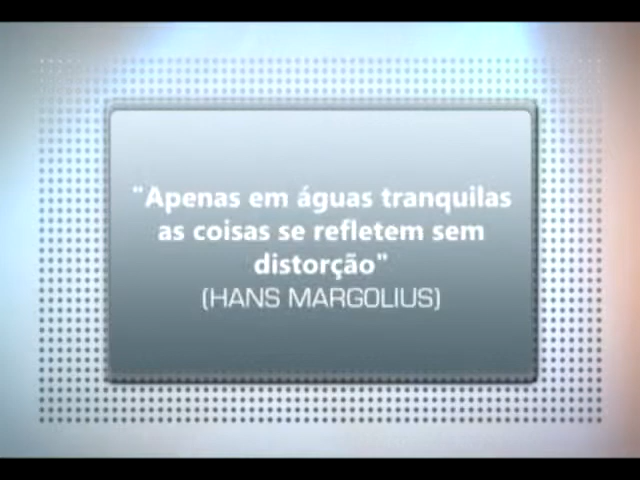 "Apenas em águas tranquilas
as coisas se refletem sem
distorção"
(HANS MARGOLIUS)